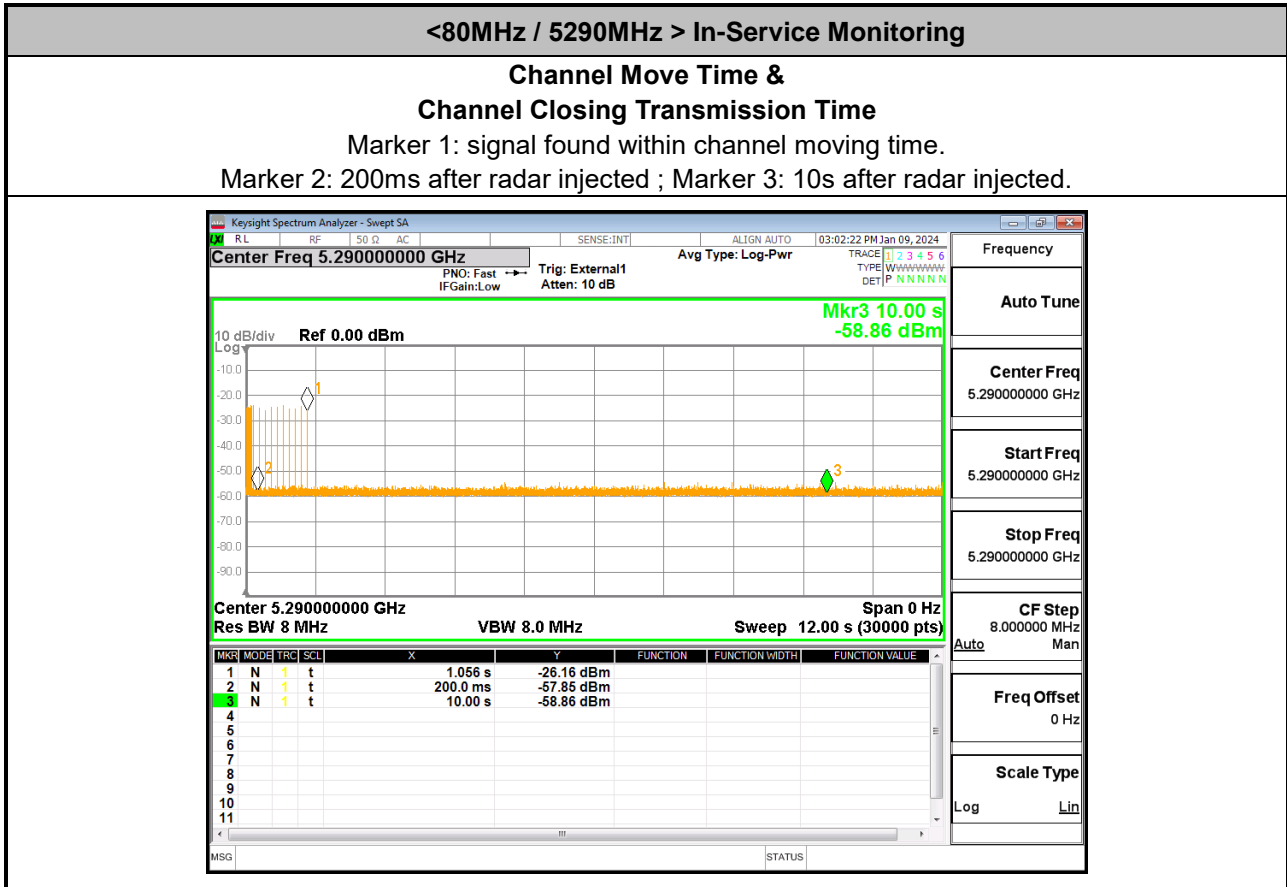 <80MHz / 5290MHz > In-Service Monitoring
Channel Move Time &
Channel Closing Transmission Time
Marker 1: signal found within channel moving time.
Marker 2: 200ms after radar injected ; Marker 3: 10s after radar injected.
Keysight Spectrum Analyzer - Swept SA
LXI RL RF 50 Ω AC SENSE:INT ALIGN AUTO 03:02:22 PM Jan 09, 2024
Center Freq 5.290000000 GHz
PNO: Fast
IFGain:Low
Trig: External1
Atten: 10 dB
Avg Type: Log-Pwr
TRACE 1 2 3 4 5 6
TYPE WWWWWW
DET P N N N N N
Mkr3 10.00 s
-58.86 dBm
10 dB/div Ref 0.00 dBm
Log
-10.0
-20.0
-30.0
-40.0
-50.0
-60.0
-70.0
-80.0
-90.0
1
2
3
Center 5.290000000 GHz Span 0 Hz
Res BW 8 MHz VBW 8.0 MHz Sweep 12.00 s (30000 pts)
MKR MODE TRC SCL X Y FUNCTION FUNCTION WIDTH FUNCTION VALUE
1 N 1 t 1.056 s -26.16 dBm
2 N 1 t 200.0 ms -57.85 dBm
3 N 1 t 10.00 s -58.86 dBm
4
5
6
7
8
9
10
11
MSG STATUS
Frequency
Auto Tune
Center Freq
5.290000000 GHz
Start Freq
5.290000000 GHz
Stop Freq
5.290000000 GHz
CF Step
8.000000 MHz
Auto Man
Freq Offset
0 Hz
Scale Type
Log Lin